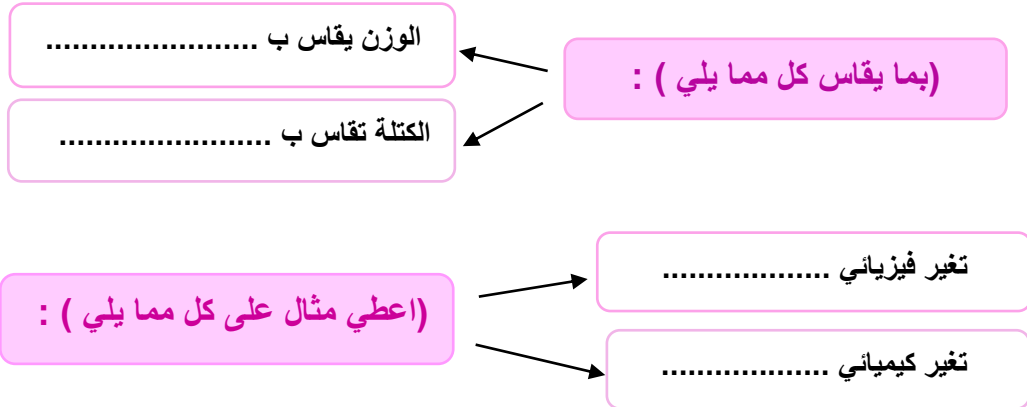 (بما يقاس كل مما يلي ) :
الوزن يقاس ب ........................
الكتلة تقاس ب ........................
(اعطي مثال على كل مما يلي ) :
تغير فيزيائي ...................
تغير كيميائي ...................